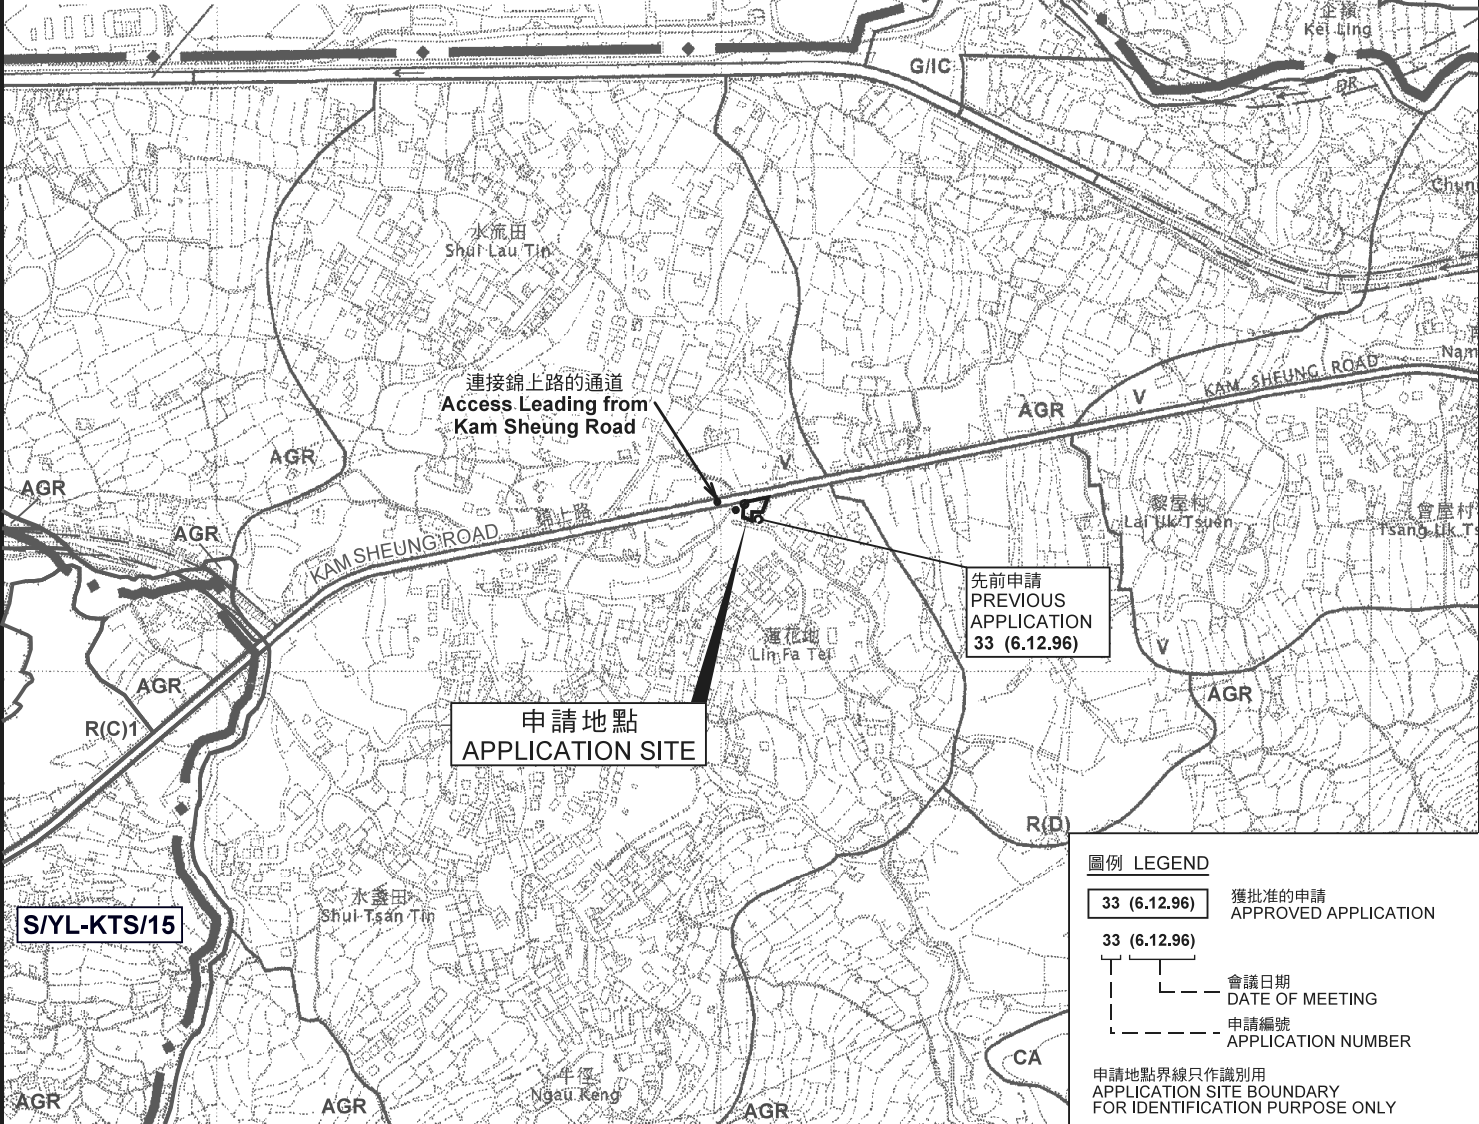 正嶺
Kei Ling
G/IC
DR
Chun
水流田
Shui Lau Tin
連接錦上路的通道
Access Leading from
Kam Sheung Road
AGR
V
KAM SHEUNG ROAD
Nam
AGR
V
AGR
AGR
KAM SHEUNG ROAD
錦上路
黎屋村
Lai Uk Tsuen
會屋村
Tsang Uk Ts
先前申請
PREVIOUS
APPLICATION
33 (6.12.96)
蓮花地
Lin Fa Tei
V
AGR
AGR
R(C)1
申請地點
APPLICATION SITE
R(D)
水盞田
Shui Tsan Tin
S/YL-KTS/15
圖例 LEGEND
33 (6.12.96)
獲批准的申請
APPROVED APPLICATION
33 (6.12.96)
會議日期
DATE OF MEETING
申請編號
APPLICATION NUMBER
CA
牛徑
Ngau Keng
AGR
AGR
AGR
申請地點界線只作識別用
APPLICATION SITE BOUNDARY
FOR IDENTIFICATION PURPOSE ONLY